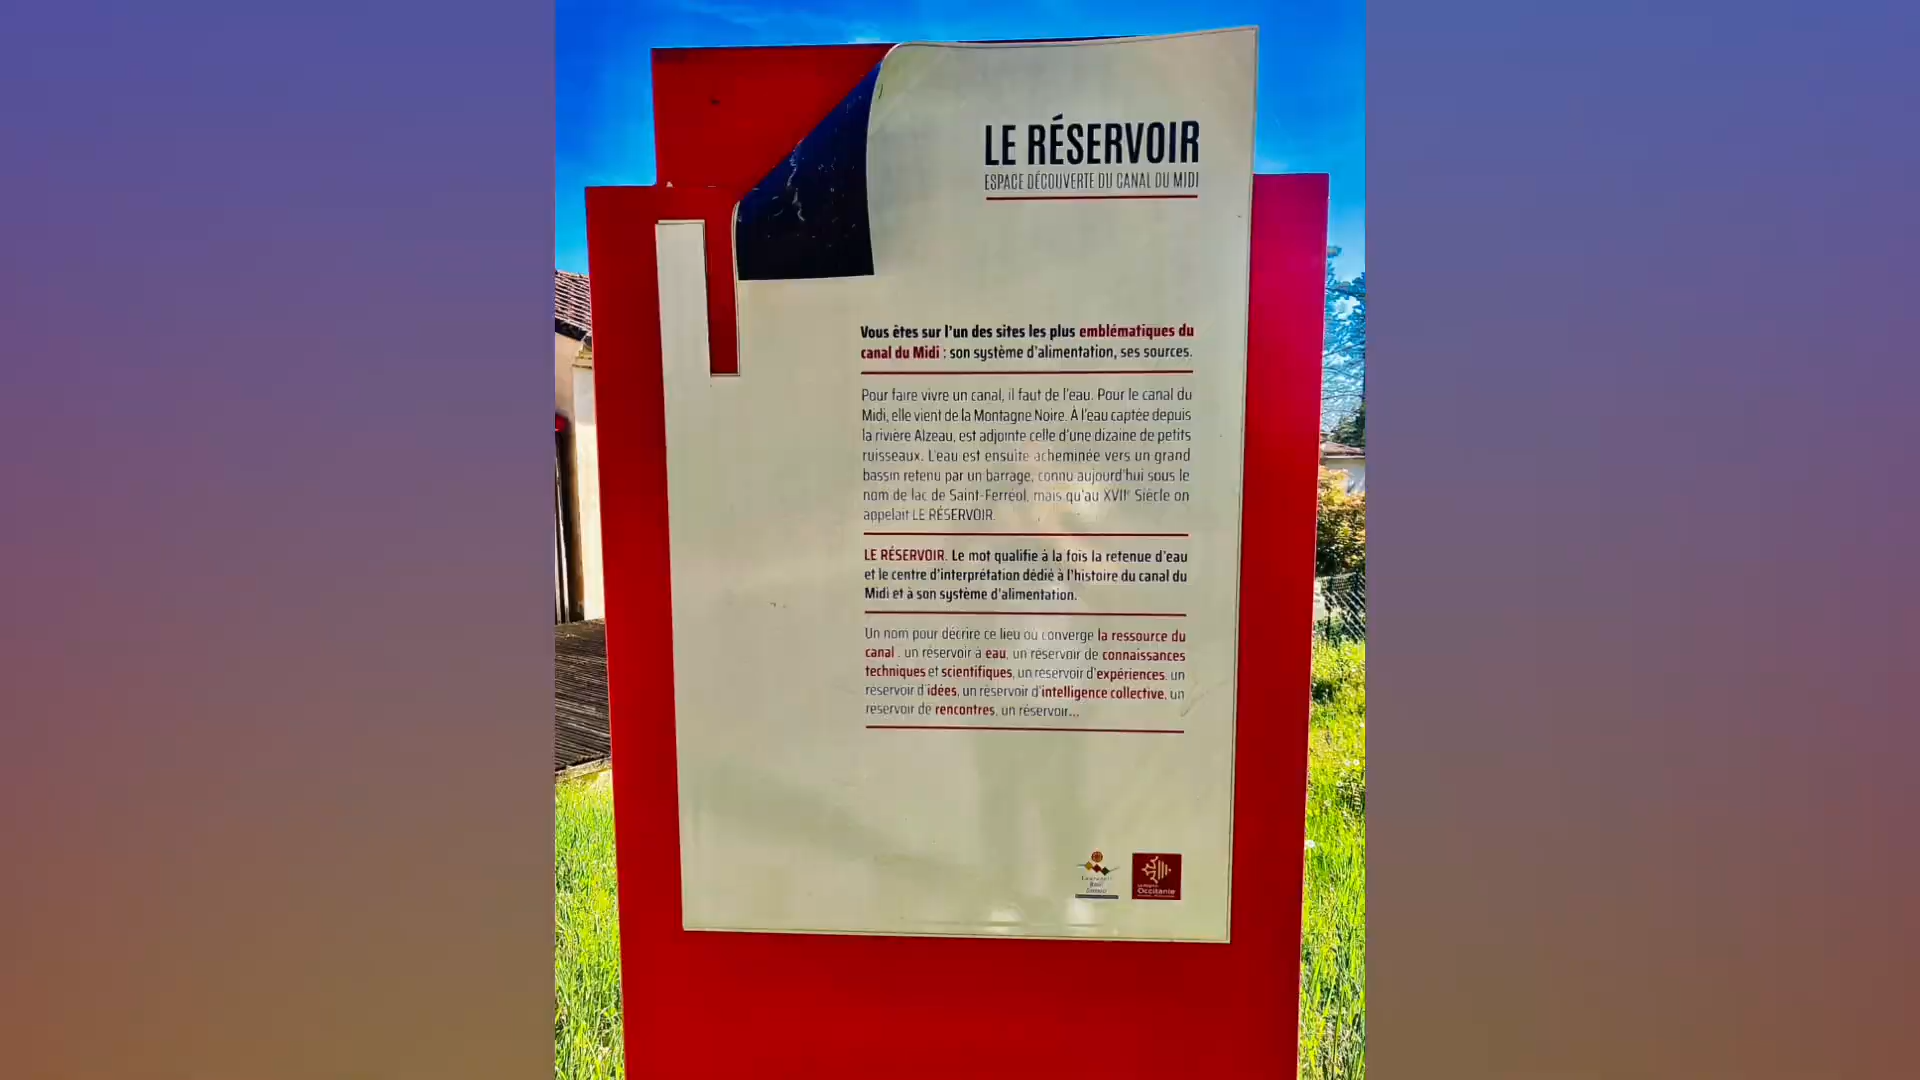 LE RÉSERVOIR
ESPACE DÉCOUVERTE DU CANAL DU MIDI
Vous êtes sur l'un des sites les plus emblématiques du
canal du Midi : son système d'alimentation, ses sources.
Pour faire vivre un canal, il faut de l'eau. Pour le canal du
Midi, elle vient de la Montagne Noire. À l'eau captée depuis
la rivière Alzeau, est adjointe celle d'une dizaine de petits
ruisseaux. L'eau est ensuite acheminée vers un grand
bassin retenu par un barrage, connu aujourd'hui sous le
nom de lac de Saint-Ferréol, mais qu'au XVIIe Siècle on
appelait LE RÉSERVOIR.
LE RÉSERVOIR. Le mot qualifie à la fois la retenue d'eau
et le centre d'interprétation dédié à l'histoire du canal du
Midi et à son système d'alimentation.
Un nom pour décrire ce lieu où converge la ressource du
canal : un réservoir à eau, un réservoir de connaissances
techniques et scientifiques, un réservoir d'expériences, un
réservoir d'idées, un réservoir d'intelligence collective, un
réservoir de rencontres, un réservoir...
Occitanie